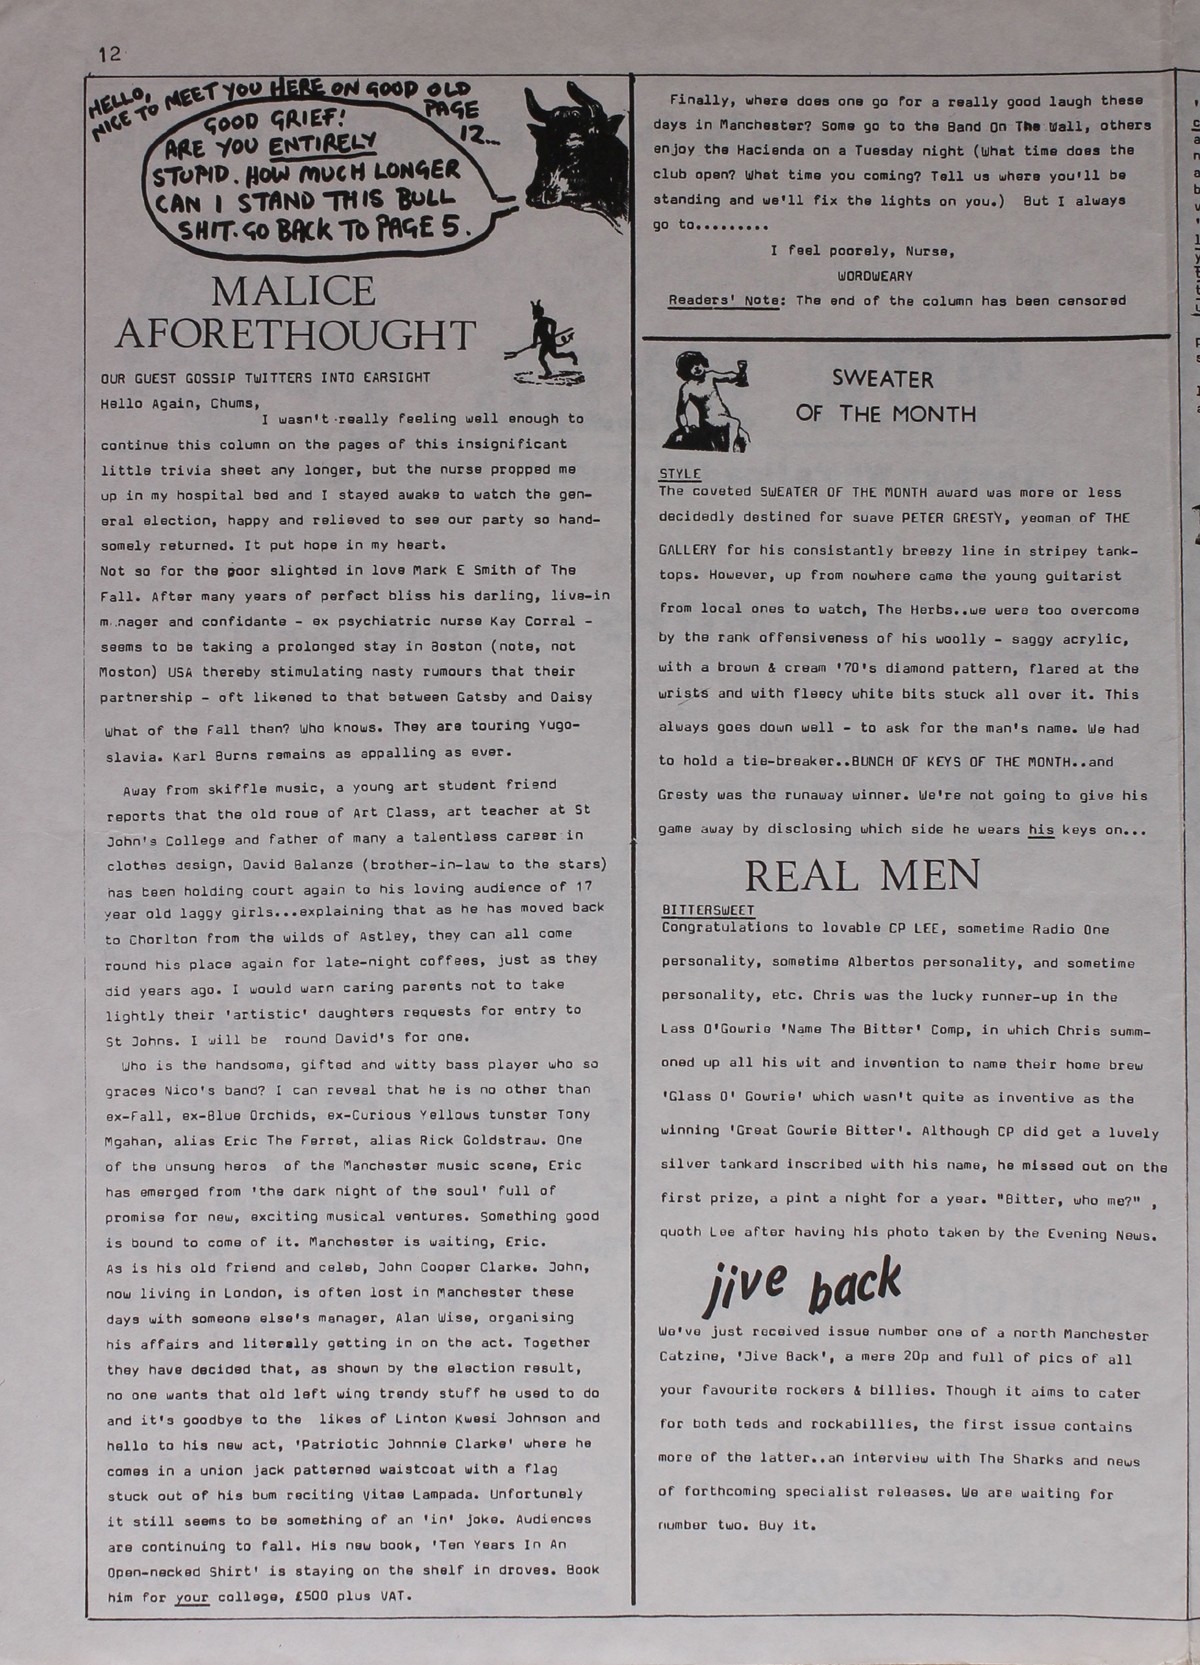 12
HELLO,
NICE TO MEET YOU HERE ON GOOD OLD
PAGE
12...
GOOD GRIEF!
ARE YOU ENTIRELY
STUPID. HOW MUCH LONGER
CAN I STAND THIS BULL
SHIT. GO BACK TO PAGE 5.
MALICE
AFORETHOUGHT
OUR GUEST GOSSIP TWITTERS INTO EARSIGHT
Hello Again, Chums,
I wasn't really feeling well enough to
continue this column on the pages of this insignificant
little trivia sheet any longer, but the nurse propped me
up in my hospital bed and I stayed awake to watch the gen-
eral election, happy and relieved to see our party so hand-
somely returned. It put hope in my heart.
Not so for the poor slighted in love Mark E Smith of The
Fall. After many years of perfect bliss his darling, live-in
m.nager and confidante - ex psychiatric nurse Kay Corral -
seems to be taking a prolonged stay in Boston (note, not
Moston) USA thereby stimulating nasty rumours that their
partnership - oft likened to that between Gatsby and Daisy
What of the Fall then? Who knows. They are touring Yugo-
slavia. Karl Burns remains as appalling as ever.
Away from skiffle music, a young art student friend
reports that the old roue of Art Class, art teacher at St
John's College and father of many a talentless career in
clothes design, David Balanze (brother-in-law to the stars)
has been holding court again to his loving audience of 17
year old laggy girls...explaining that as he has moved back
to Chorlton from the wilds of Astley, they can all come
round his place again for late-night coffees, just as they
did years ago. I would warn caring parents not to take
lightly their 'artistic' daughters requests for entry to
St Johns. I will be round David's for one.
Who is the handsome, gifted and witty bass player who so
graces Nico's band? I can reveal that he is no other than
ex-Fall, ex-Blue Orchids, ex-Curious Yellows tunster Tony
Mgahan, alias Eric The Ferret, alias Rick Goldstraw. One
of the unsung heros of the Manchester music scene, Eric
has emerged from 'the dark night of the soul' full of
promise for new, exciting musical ventures. Something good
is bound to come of it. Manchester is waiting, Eric.
As is his old friend and celeb, John Cooper Clarke. John,
now living in London, is often lost in Manchester these
days with someone else's manager, Alan Wise, organising
his affairs and literally getting in on the act. Together
they have decided that, as shown by the election result,
no one wants that old left wing trendy stuff he used to do
and it's goodbye to the likes of Linton Kwesi Johnson and
hello to his new act, 'Patriotic Johnnie Clarke' where he
comes in a union jack patterned waistcoat with a flag
stuck out of his bum reciting Vitae Lampada. Unfortunely
it still seems to be something of an 'in' joke. Audiences
are continuing to fall. His new book, 'Ten Years In An
Open-necked Shirt' is staying on the shelf in droves. Book
him for your college, £500 plus VAT.
Finally, where does one go for a really good laugh these
days in Manchester? Some go to the Band On The Wall, others
enjoy the Hacienda on a Tuesday night (What time does the
club open? What time you coming? Tell us where you'll be
standing and we'll fix the lights on you.) But I always
go to.........
I feel poorely, Nurse,
WORDWEARY
Readers' Note: The end of the column has been censored
SWEATER
OF THE MONTH
STYLE
The coveted SWEATER OF THE MONTH award was more or less
decidedly destined for suave PETER GRESTY, yeoman of THE
GALLERY for his consistantly breezy line in stripey tank-
tops. However, up from nowhere came the young guitarist
from local ones to watch, The Herbs..we were too overcome
by the rank offensiveness of his woolly - saggy acrylic,
with a brown & cream '70's diamond pattern, flared at the
wrists and with fleecy white bits stuck all over it. This
always goes down well - to ask for the man's name. We had
to hold a tie-breaker..BUNCH OF KEYS OF THE MONTH..and
Gresty was the runaway winner. We're not going to give his
game away by disclosing which side he wears his keys on...
REAL MEN
BITTERSWEET
Congratulations to lovable CP LEE, sometime Radio One
personality, sometime Albertos personality, and sometime
personality, etc. Chris was the lucky runner-up in the
Lass O'Gowrie 'Name The Bitter' Comp, in which Chris summ-
oned up all his wit and invention to name their home brew
'Glass O' Gowrie' which wasn't quite as inventive as the
winning 'Great Gowrie Bitter'. Although CP did get a luvely
silver tankard inscribed with his name, he missed out on the
first prize, a pint a night for a year. "Bitter, who me?" ,
quoth Lee after having his photo taken by the Evening News.
jive back
We've just received issue number one of a north Manchester
Catzine, 'Jive Back', a mere 20p and full of pics of all
your favourite rockers & billies. Though it aims to cater
for both teds and rockabillies, the first issue contains
more of the latter..an interview with The Sharks and news
of forthcoming specialist releases. We are waiting for
number two. Buy it.